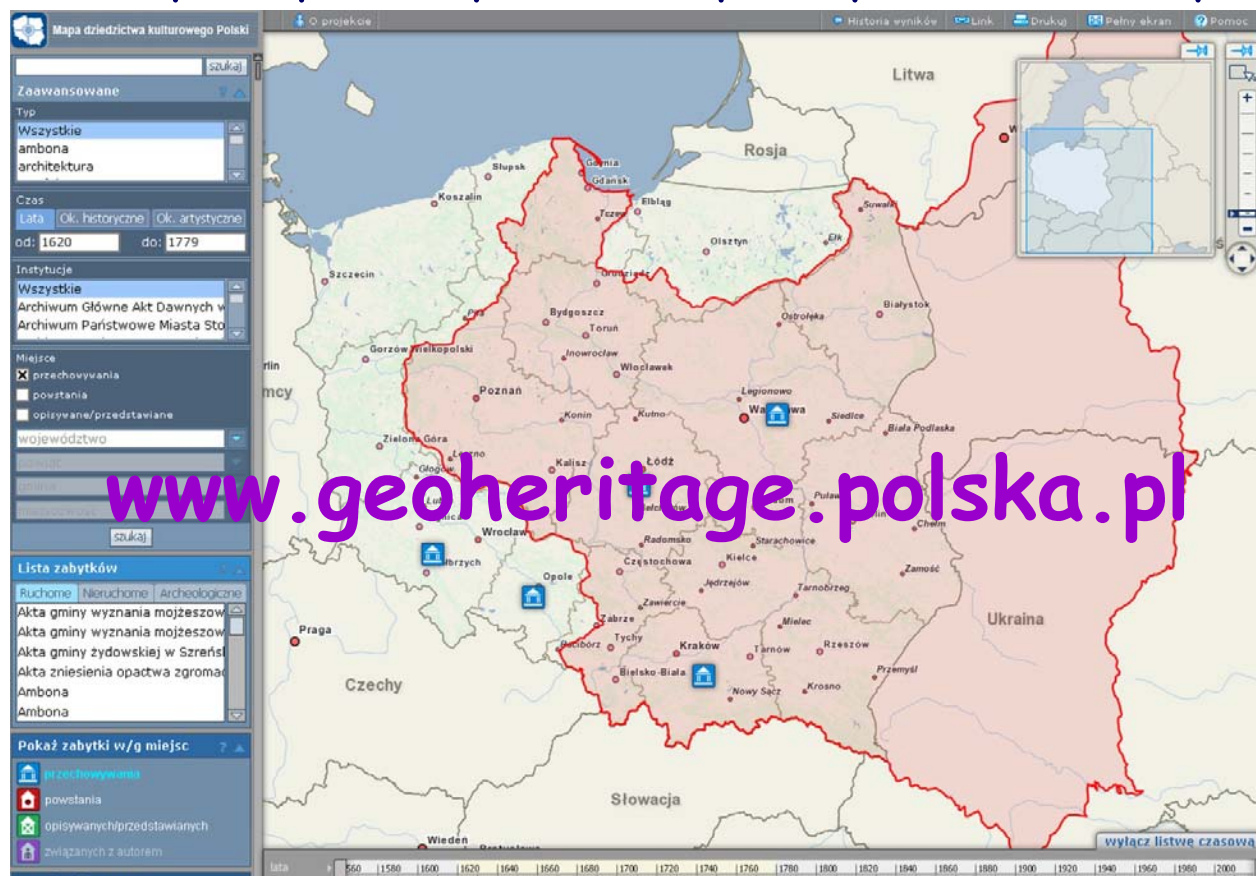 Mapa dziedzictwa kulturowego Polski
O projekcie
Historia wyników
Link
Drukuj
Pełny ekran
Pomoc
szukaj
Zaawansowane
?
Typ
Wszystkie
ambona
architektura
Czas
Lata
Ok. historyczne
Ok. artystyczne
od: 1620
do: 1779
Instytucje
Wszystkie
Archiwum Główne Akt Dawnych w
Archiwum Państwowe Miasta Sto
Miejsce
przechowywania
powstania
opisywane/przedstawiane
województwo
powiat
szukaj
Lista zabytków
Ruchome
Nieruchome
Archeologiczne
Akta gminy wyznania mojżeszow
Akta gminy wyznania mojżeszow
Akta gminy żydowskiej w Szreńsl
Akta zniesienia opactwa zgromad
Ambona
Ambona
Pokaż zabytki w/g miejsc
?
przechowywania
powstania
opisywanych/przedstawianych
związanych z autorem
Litwa
Rosja
Gdynia
Słupsk
Gdańsk
Koszalin
Elbląg
Tczew
Suwałki
Olsztyn
Ełk
Szczecin
Grudziądz
Białystok
Piła
Bydgoszcz
Ostrołęka
Toruń
Gorzów Wielkopolski
Inowrocław
rlin
Włocławek
mcy
Poznań
Legionowo
Konin
Kutno
Siedlce
Biała Podlaska
Zielona Góra
Leszno
Kalisz
Łódź
Głogów
www.geoheritage.polska.pl
Puław
Chełm
Wrocław
Radomsko
Starachowice
Kielce
Częstochowa
łbrzych
Opole
Zamość
Jędrzejów
Tarnobrzeg
Zawiercie
Zabrze
Mielec
Ukraina
Praga
Racibórz
Tychy
Kraków
Tarnów
Rzeszów
Bielsko-Biała
Przemyśl
Nowy Sącz
Krosno
Czechy
Słowacja
Wiedeń
wyłącz listwę czasową
lata
560
1580
1600
1620
1640
1660
1680
1700
1720
1740
1760
1780
1800
1820
1840
1860
1880
1900
1920
1940
1960
1980
2000